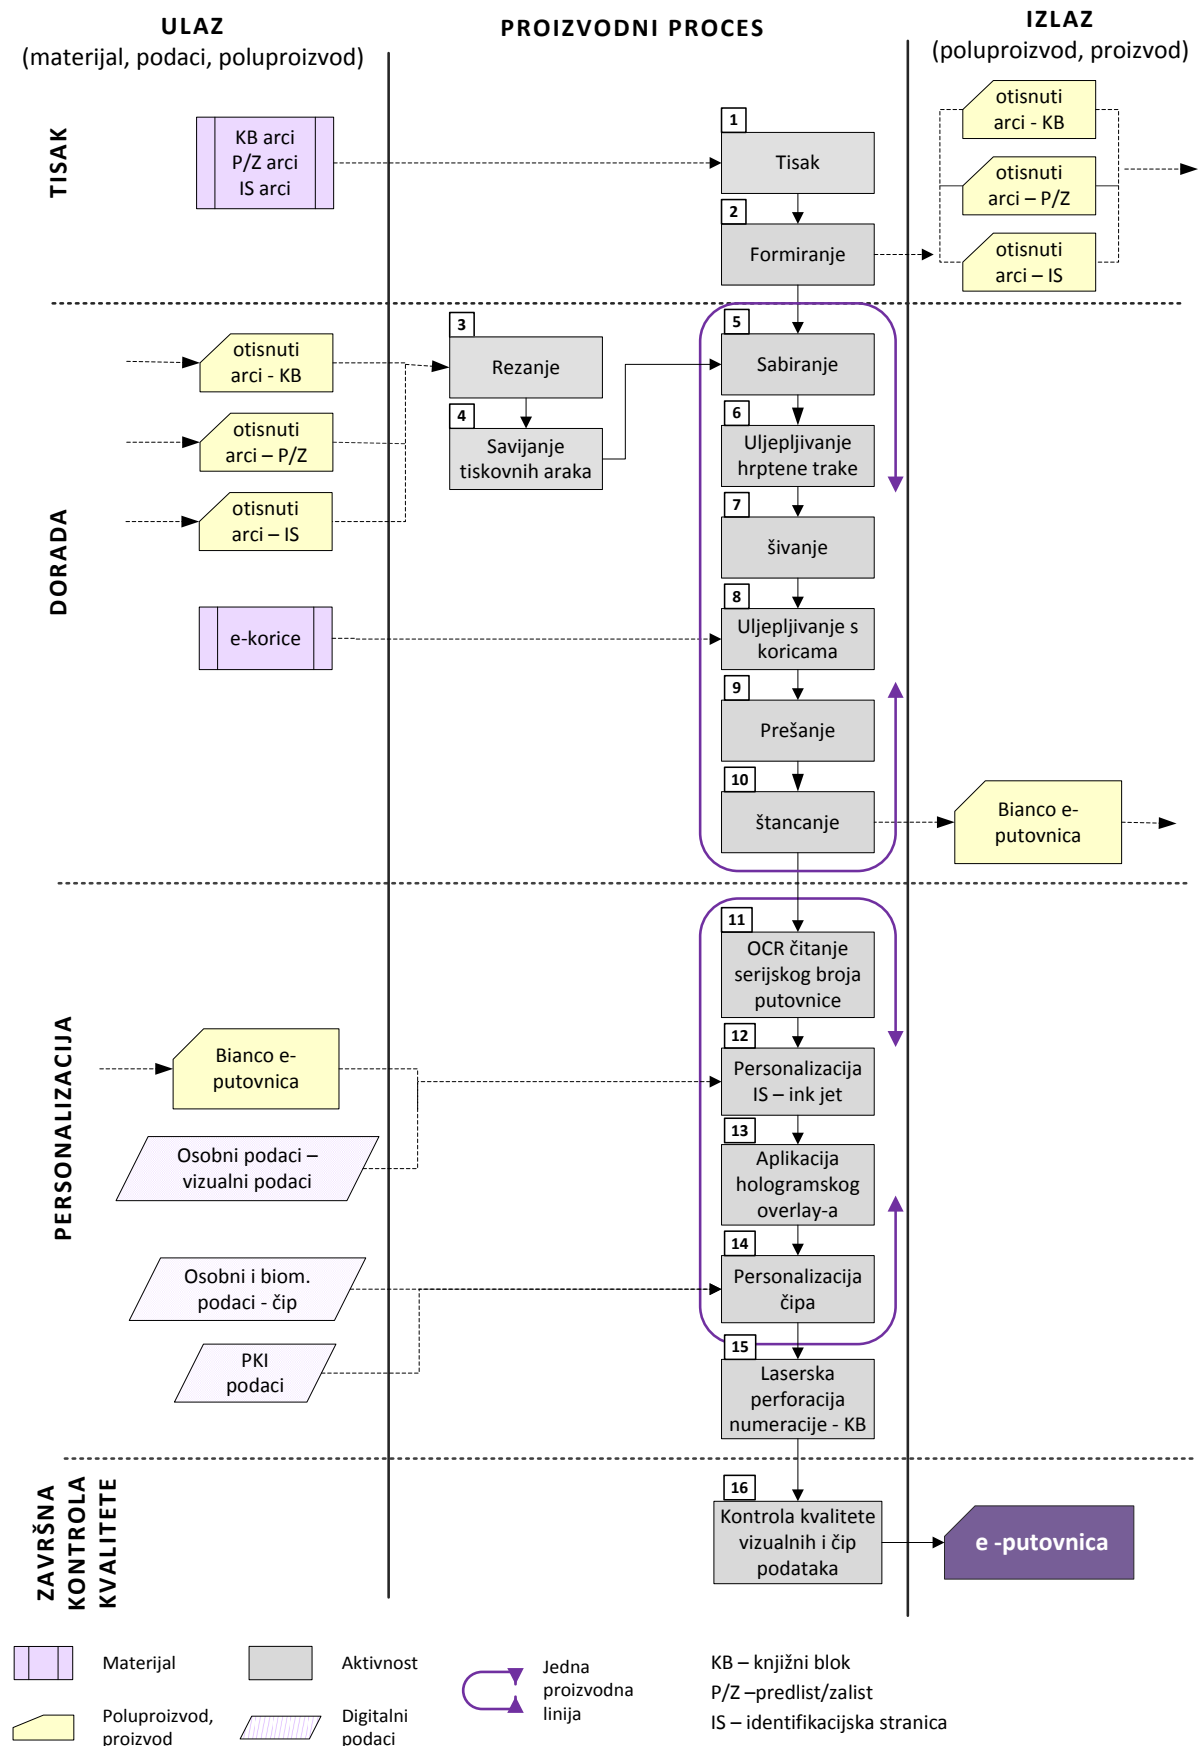 ULAZ
(materijal, podaci, poluproizvod)
PROIZVODNI PROCES
IZLAZ
(poluproizvod, proizvod)
TISAK
KB arci
P/Z arci
IS arci
1
Tisak
2
Formiranje
otisnuti
arci - KB
otisnuti
arci – P/Z
otisnuti
arci – IS
DORADA
otisnuti
arci - KB
otisnuti
arci – P/Z
otisnuti
arci – IS
e-korice
3
Rezanje
4
Savijanje
tiskovnih araka
5
Sabiranje
6
Uljepljivanje
hrptene trake
7
šivanje
8
Uljepljivanje s
koricama
9
Prešanje
10
štancanje
Bianco e-
putovnica
PERSONALIZACIJA
Bianco e-
putovnica
Osobni podaci –
vizualni podaci
Osobni i biom.
podaci - čip
PKI
podaci
11
OCR čitanje
serijskog broja
putovnice
12
Personalizacija
IS – ink jet
13
Aplikacija
hologramskog
overlay-a
14
Personalizacija
čipa
15
Laserska
perforacija
numeracije - KB
ZAVRŠNA
KONTROLA
KVALITETE
16
Kontrola kvalitete
vizualnih i čip
podataka
e -putovnica
Materijal
Aktivnost
Poluproizvod,
proizvod
Digitalni
podaci
Jedna
proizvodna
linija
KB – knjižni blok
P/Z –predlist/zalist
IS – identifikacijska stranica